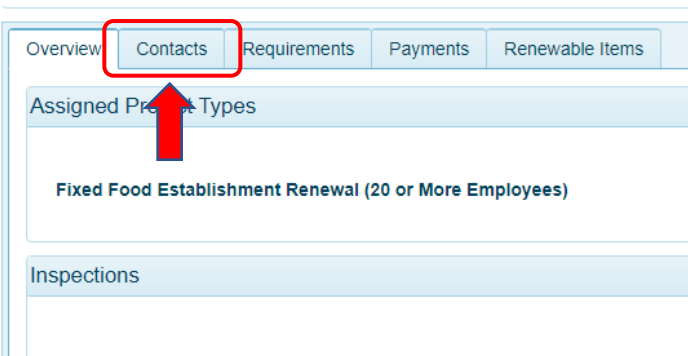 Overview Contacts Requirements Payments Renewable Items
Assigned Types
Fixed Food Establishment Renewal (20 or More Employees)
Inspections